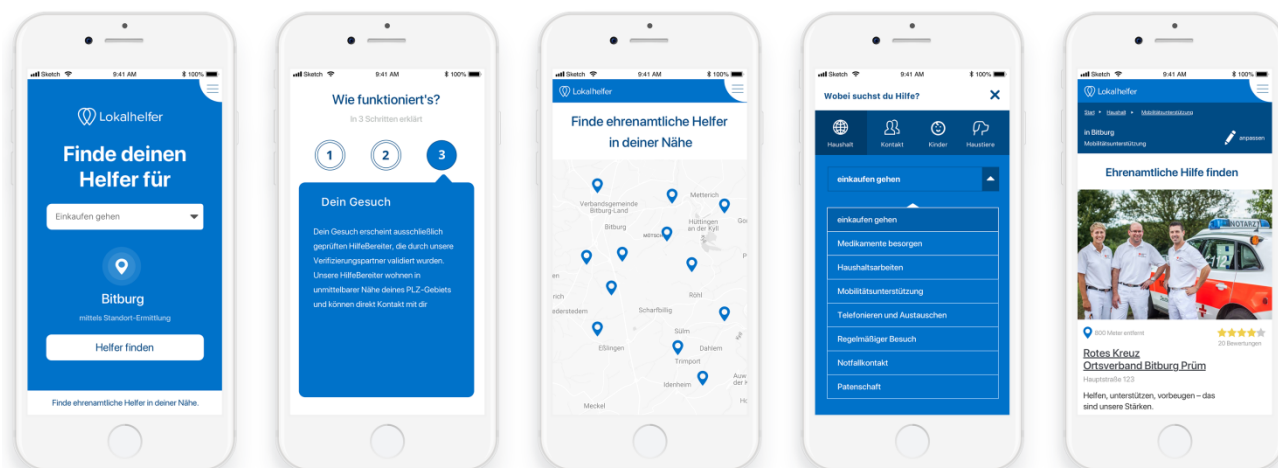 Sketch 9:41 AM 100%
Lokalhelfer
Finde deinen
Helfer für
Einkaufen gehen
Bitburg
mittels Standort-Ermittlung
Helfer finden
Finde ehrenamtliche Helfer in deiner Nähe.
Sketch 9:41 AM 100%
Wie funktioniert's?
In 3 Schritten erklärt
1 2 3
Dein Gesuch
Dein Gesuch erscheint ausschließlich
geprüften HilfeBereiter, die durch unsere
Verifizierungspartner validiert wurden.
Unsere HilfeBereiter wohnen in
unmittelbarer Nähe deines PLZ-Gebiets
und können direkt Kontakt mit dir
Sketch 9:41 AM 100%
Lokalhelfer
Finde ehrenamtliche Helfer
in deiner Nähe
Metterich
Verbandsgemeinde
Bitburg-Land
Hüttingen
an der Kyll
Bitburg
Röhl
Scharfbillig
Sülm
Eßlingen
Dahlem
Trimport
Idenheim
Meckel
Sketch 9:41 AM 100%
Wobei suchst du Hilfe?
Haushalt Kontakt Kinder Haustiere
einkaufen gehen
einkaufen gehen
Medikamente besorgen
Haushaltsarbeiten
Mobilitätsunterstützung
Telefonieren und Austauschen
Regelmäßiger Besuch
Notfallkontakt
Patenschaft
Sketch 9:41 AM 100%
Lokalhelfer
Start Haushalt Mobilitätsunterstützung
in Bitburg
Mobilitätsunterstützung
anpassen
Ehrenamtliche Hilfe finden
NOTARZT
112
800 Meter entfernt
20 Bewertungen
Rotes Kreuz
Ortsverband Bitburg Prüm
Hauptstraße 123
Helfen, unterstützen, vorbeugen – das
sind unsere Stärken.